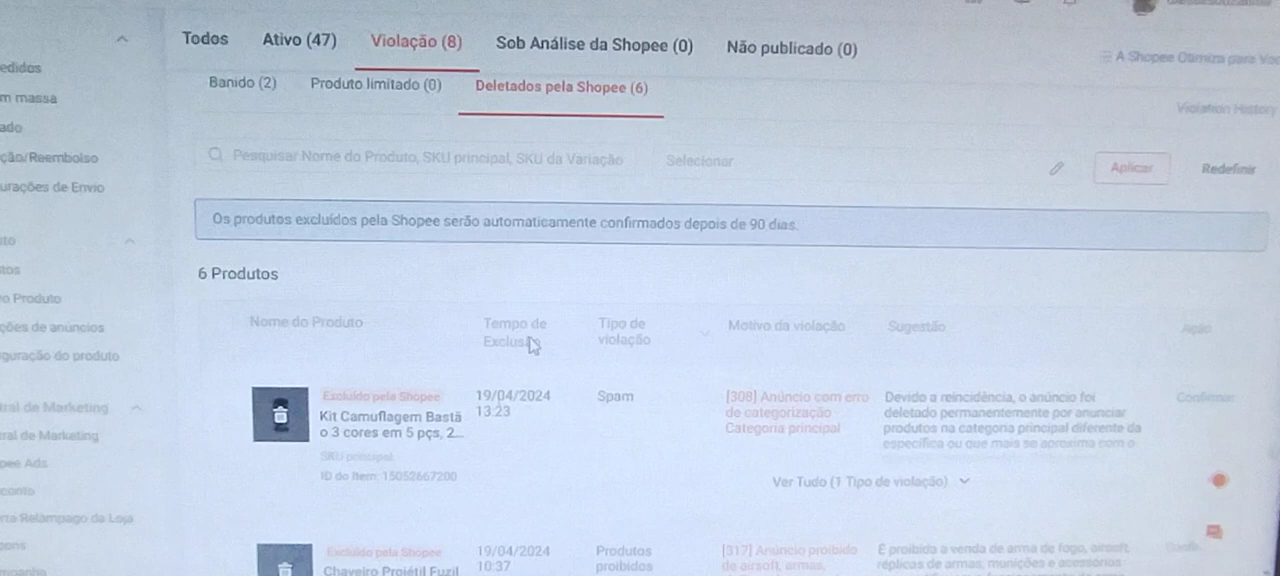 Todos Ativo (47) Violação (8) Sob Análise da Shopee (0) Não publicado (0)
A Shopee Otimiza para
edidos
Banido (2) Produto limitado (0) Deletados pela Shopee (6)
m massa
Violation History
ado
ção/Reembolso
Pesquisar Nome do Produto, SKU principal, SKU da Variação Selecionar Aplicar Redefinir
urações de Envio
Os produtos excluídos pela Shopee serão automaticamente confirmados depois de 90 dias.
uto
6 Produtos
tos
o Produto
Nome do Produto Tempo de Tipo de Motivo da violação Sugestão Ação
ções de anúncios
Exclusão violação
guração do produto
Excluído pela Shopee 19/04/2024 Spam [308] Anúncio com erro Devido a reincidência, o anúncio foi Confirmar
tral de Marketing
Kit Camuflagem Bastã 13:23 de categorização deletado permanentemente por anunciar
o 3 cores em 5 pçs, 2... Categoria principal produtos na categoria principal diferente da
tral de Marketing
específica ou que mais se aproxima com o
SKU principal:
pee Ads
ID do Item: 15052667200
Ver Tudo (1 Tipo de violação)
conto
rta Relâmpago da Loja
pons
Excluído pela Shopee 19/04/2024 Produtos [317] Anúncio proibido É proibida a venda de arma de fogo, airsoft,
Chaveiro Projétil Fuzil 10:37 proibidos de airsoft, armas, réplicas de armas, munições e acessórios